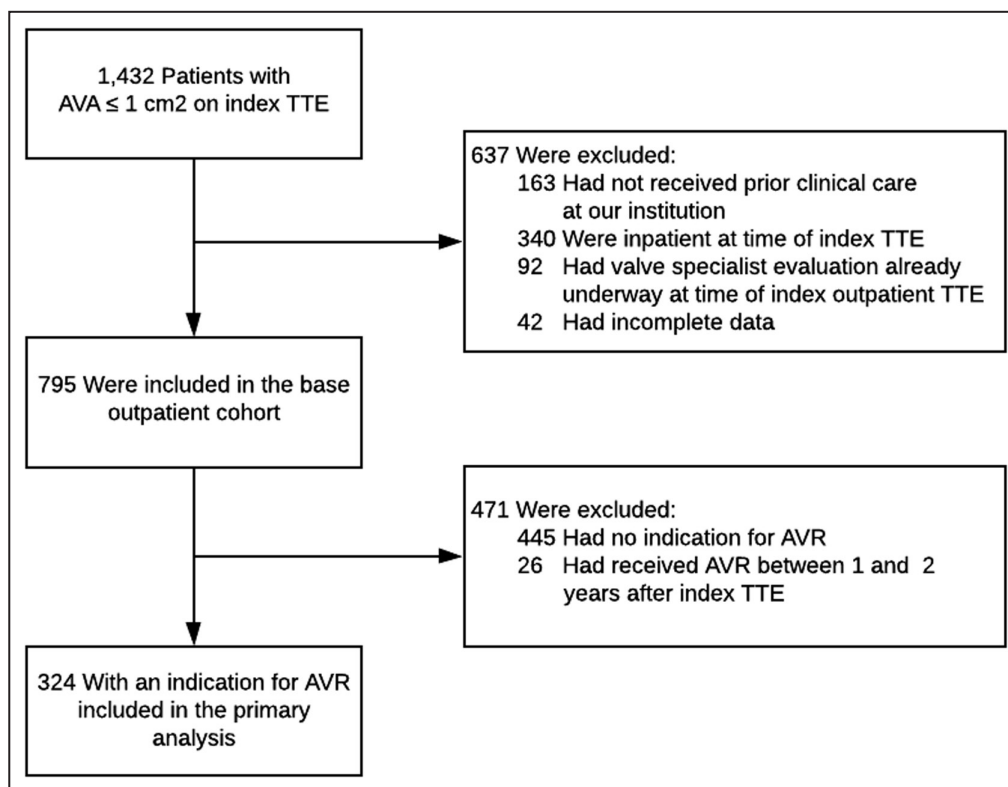 1,432 Patients with
AVA ≤ 1 cm2 on index TTE
637 Were excluded:
163 Had not received prior clinical care
at our institution
340 Were inpatient at time of index TTE
92 Had valve specialist evaluation already
underway at time of index outpatient TTE
42 Had incomplete data
795 Were included in the base
outpatient cohort
471 Were excluded:
445 Had no indication for AVR
26 Had received AVR between 1 and 2
years after index TTE
324 With an indication for AVR
included in the primary
analysis